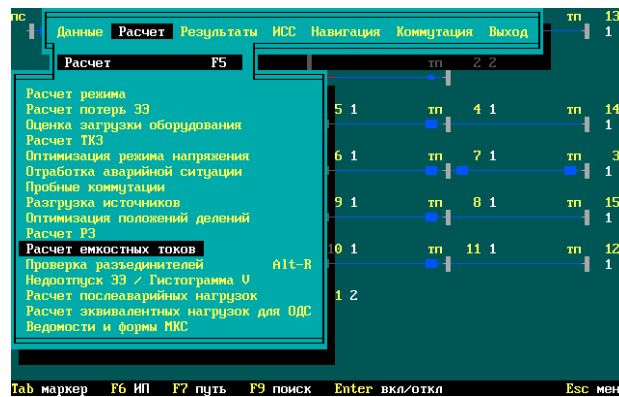 пс тп 13
Данные Расчет Результаты ИСС Навигация Коммутация Выход 1
Расчет F5 тп 2 2
Расчет режима
Расчет потерь ЭЭ 5 1 тп 4 1 тп 14
Оценка загрузки оборудования 1
Расчет ТКЗ
Оптимизация режима напряжения 6 1 тп 7 1 тп 3
Отработка аварийной ситуации 1
Пробные коммутации
Разгрузка источников 9 1 тп 8 1 тп 15
Оптимизация положений делений 1
Расчет РЗ
Расчет емкостных токов 10 1 тп 11 1 тп 12
Проверка разъединителей Alt-R 1
Недоотпуск ЭЭ / Гистограмма V
Расчет послеаварийных нагрузок 1 2
Расчет эквивалентных нагрузок для ОДС
Ведомости и формы МКС
Tab маркер F6 ИП F7 путь F9 поиск Enter вкл/откл Esc мен